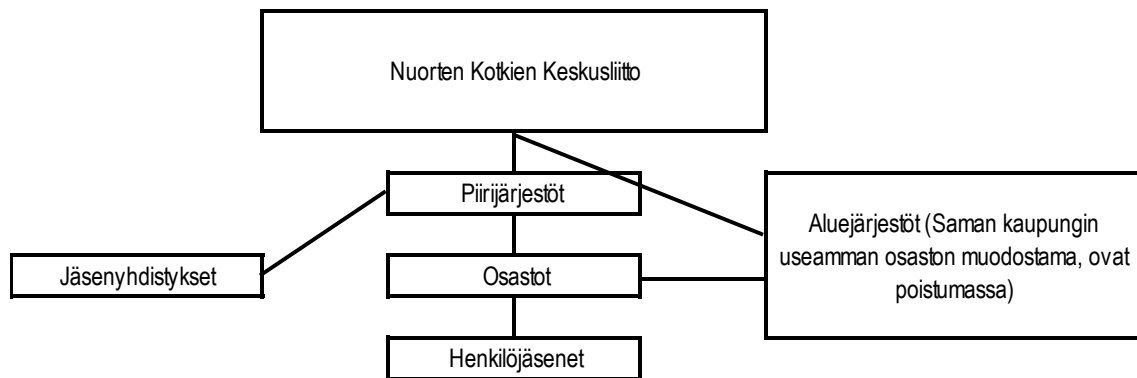 Nuorten Kotkien Keskusliitto
Piirijärjestöt
Aluejärjestöt (Saman kaupungin
useamman osaston muodostama, ovat
poistumassa)
Jäsenyhdistykset
Osastot
Henkilöjäsenet